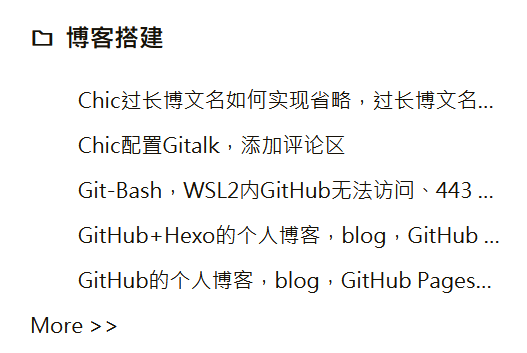 博客搭建
Chic过长博文名如何实现省略，过长博文名...
Chic配置Gitalk，添加评论区
Git-Bash，WSL2内GitHub无法访问、443 ...
GitHub+Hexo的个人博客，blog，GitHub ...
GitHub的个人博客，blog，GitHub Pages...
More >>